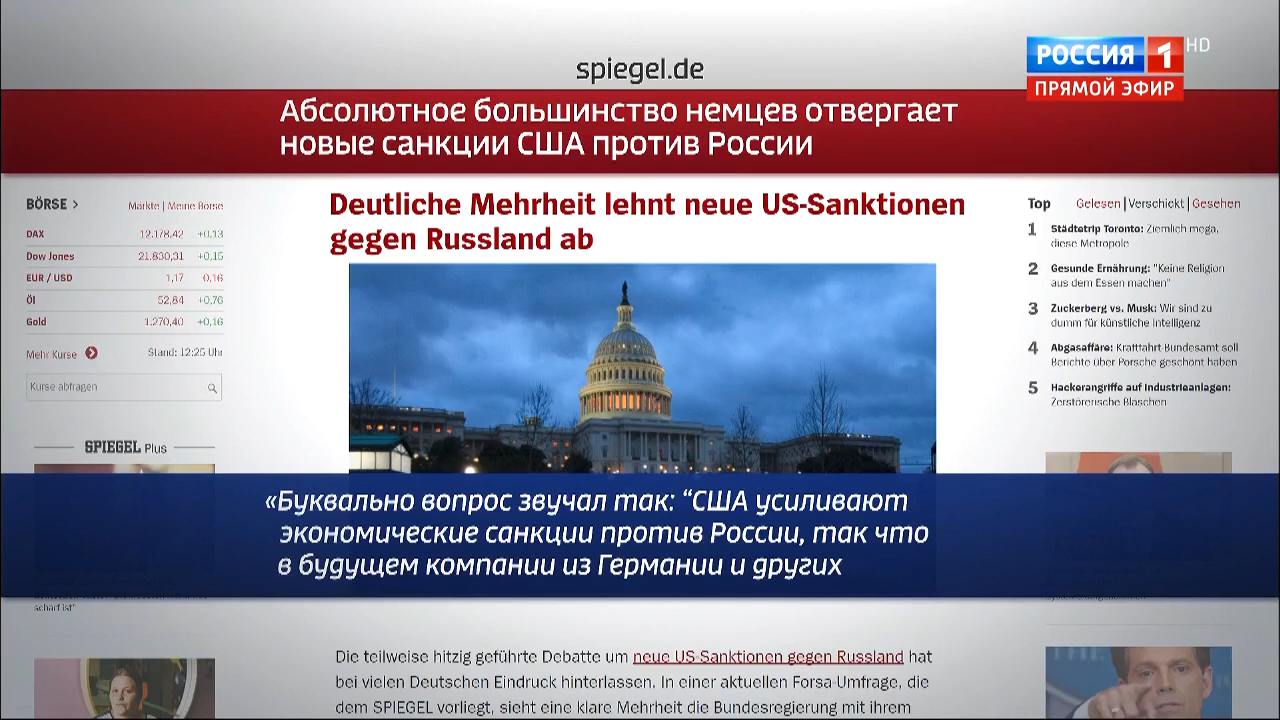 РОССИЯ 1 HD
ПРЯМОЙ ЭФИР
spiegel.de
Абсолютное большинство немцев отвергает
новые санкции США против России
BÖRSE >
Märkte | Meine Börse
DAX 12.178,42 +0,13
Dow Jones 21.830,31 +0,15
EUR / USD 1,17 -0,16
Öl 52,84 +0,76
Gold 1.270,40 +0,16
Mehr Kurse
Stand: 12:25 Uhr
Kurse abfragen
SPIEGEL Plus
Deutliche Mehrheit lehnt neue US-Sanktionen
gegen Russland ab
Top Gelesen | Verschickt | Gesehen
1 Städtetrip Toronto: Ziemlich mega,
diese Metropole
2 Gesunde Ernährung: "Keine Religion
aus dem Essen machen"
3 Zuckerberg vs. Musk: Wir sind zu
dumm für künstliche Intelligenz
4 Abgasaffäre: Kraftfahrt-Bundesamt soll
Berichte über Porsche geschönt haben
5 Hackerangriffe auf Industrieanlagen:
Zerstörerische Bläschen
«Буквально вопрос звучал так: “США усиливают
экономические санкции против России, так что
в будущем компании из Германии и других
scharf ist"
Die teilweise hitzig geführte Debatte um neue US-Sanktionen gegen Russland hat
bei vielen Deutschen Eindruck hinterlassen. In einer aktuellen Forsa-Umfrage, die
dem SPIEGEL vorliegt, sieht eine klare Mehrheit die Bundesregierung mit ihrem